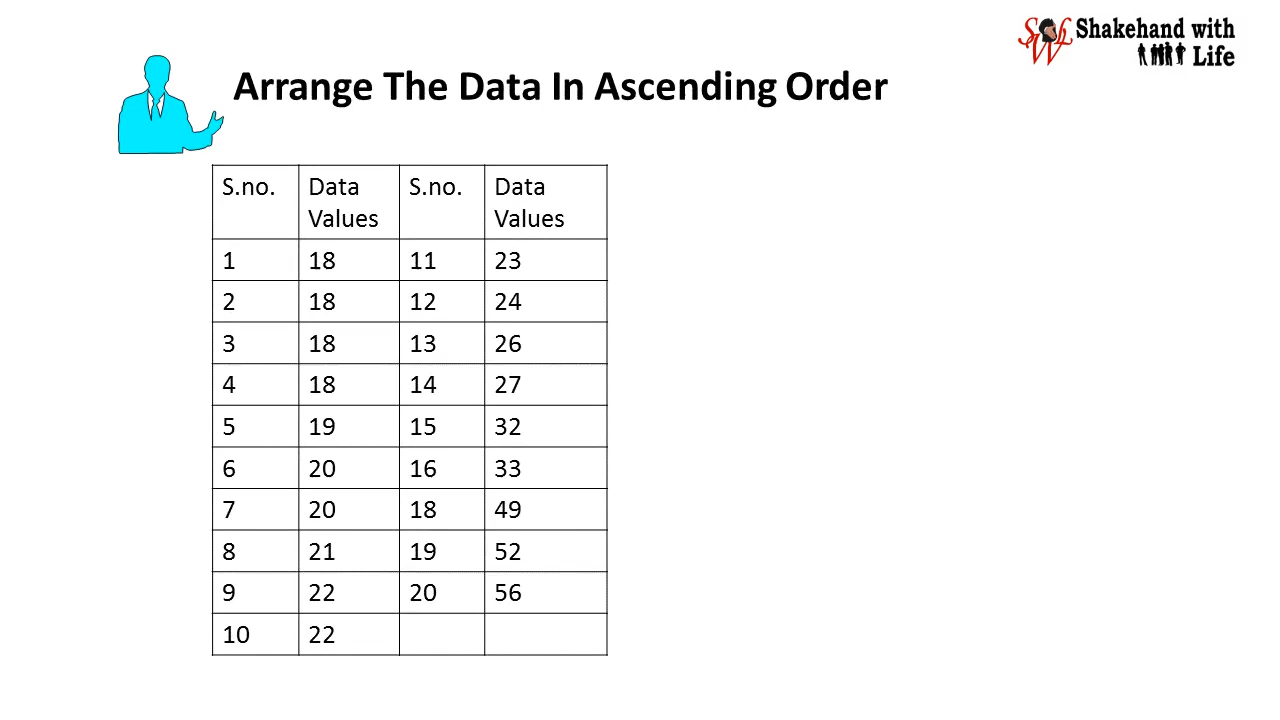 Shakehand with
Life
Arrange The Data In Ascending Order
S.no. Data Values S.no. Data Values
1 18 11 23
2 18 12 24
3 18 13 26
4 18 14 27
5 19 15 32
6 20 16 33
7 20 18 49
8 21 19 52
9 22 20 56
10 22